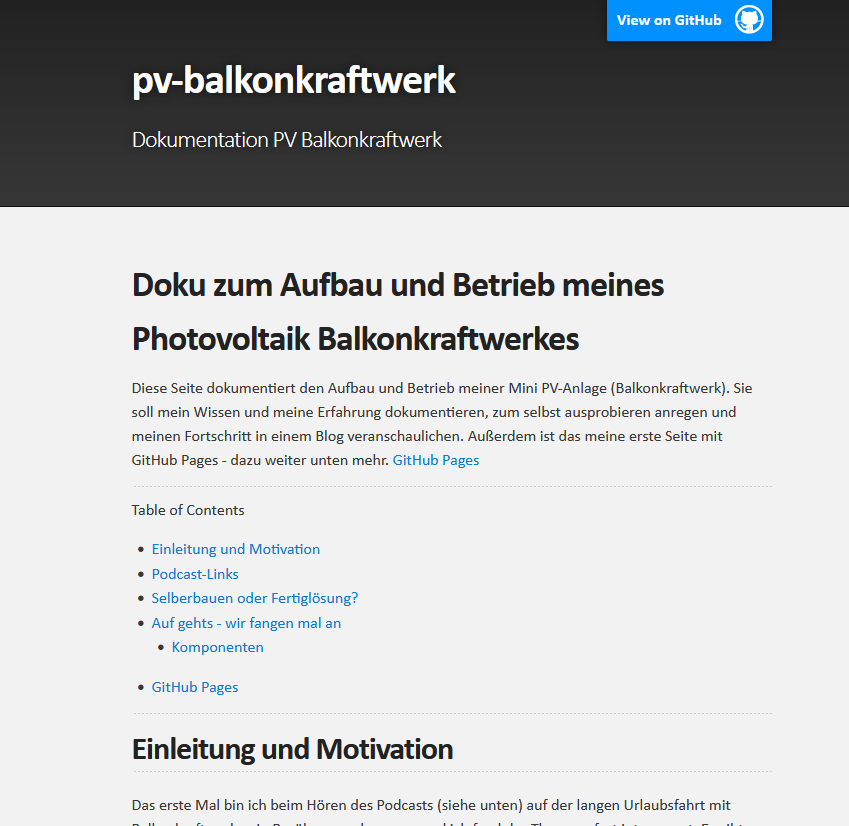 View on GitHub
pv-balkonkraftwerk
Dokumentation PV Balkonkraftwerk
Doku zum Aufbau und Betrieb meines
Photovoltaik Balkonkraftwerkes
Diese Seite dokumentiert den Aufbau und Betrieb meiner Mini PV-Anlage (Balkonkraftwerk). Sie
soll mein Wissen und meine Erfahrung dokumentieren, zum selbst ausprobieren anregen und
meinen Fortschritt in einem Blog veranschaulichen. Außerdem ist das meine erste Seite mit
GitHub Pages - dazu weiter unten mehr. GitHub Pages
Table of Contents
Einleitung und Motivation
Podcast-Links
Selberbauen oder Fertiglösung?
Auf gehts - wir fangen mal an
Komponenten
GitHub Pages
Einleitung und Motivation
Das erste Mal bin ich beim Hören des Podcasts (siehe unten) auf der langen Urlaubsfahrt mit